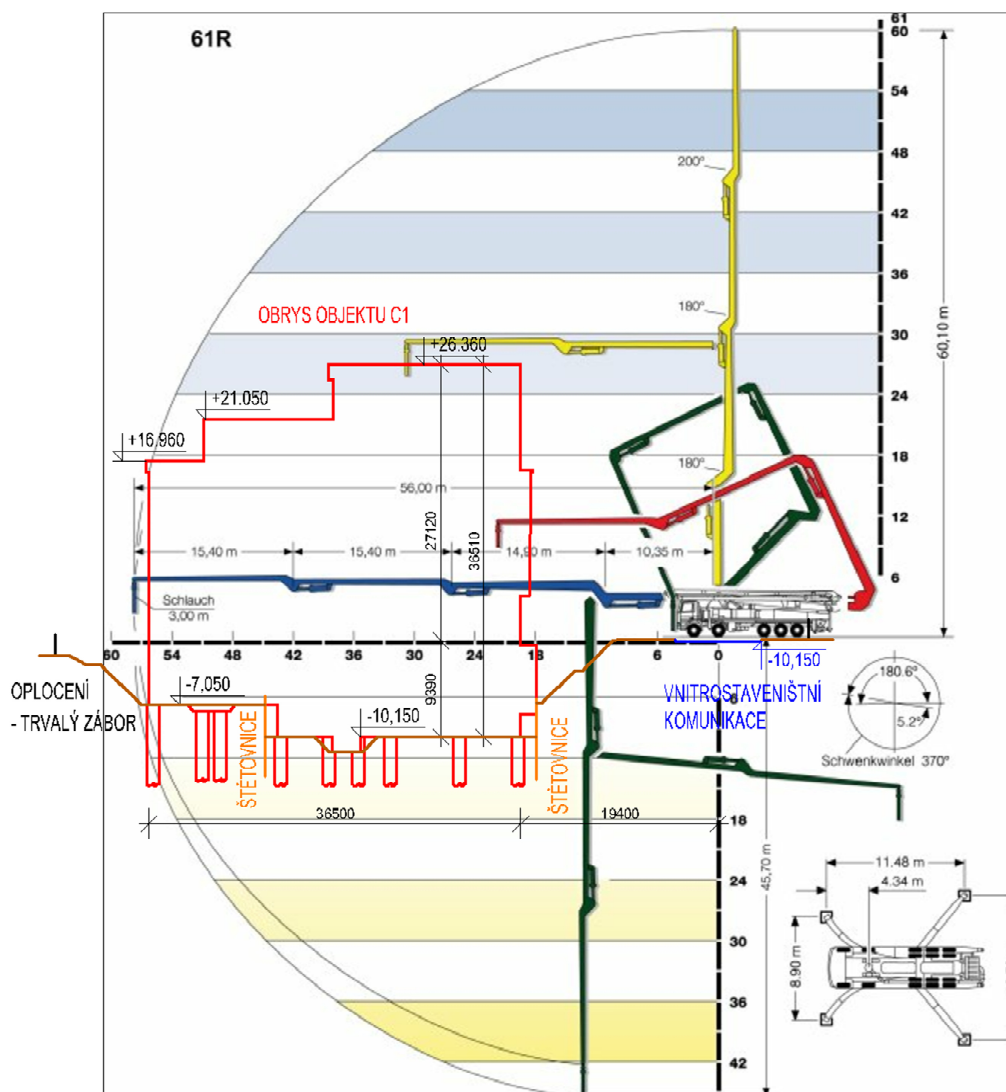 61R
61
60
54
48
42
36
30
24
18
12
6
60,10 m
200°
180°
180°
OBRYS OBJEKTU C1
+26.360
+21.050
+16.960
56,00 m
15,40 m
15,40 m
14,90 m
10,35 m
27120
36510
Schlauch
3,00 m
60
54
48
42
36
30
24
18
6
0
-10,150
OPLOCENÍ
- TRVALÝ ZÁBOR
-7,050
-10,150
9390
ŠTĚTOVNICE
ŠTĚTOVNICE
VNITROSTAVENIŠTNÍ
KOMUNIKACE
6
180.6°
5.2°
Schwenkwinkel 370°
36500
19400
18
24
30
36
42
45,70 m
11.48 m
4.34 m
8.90 m